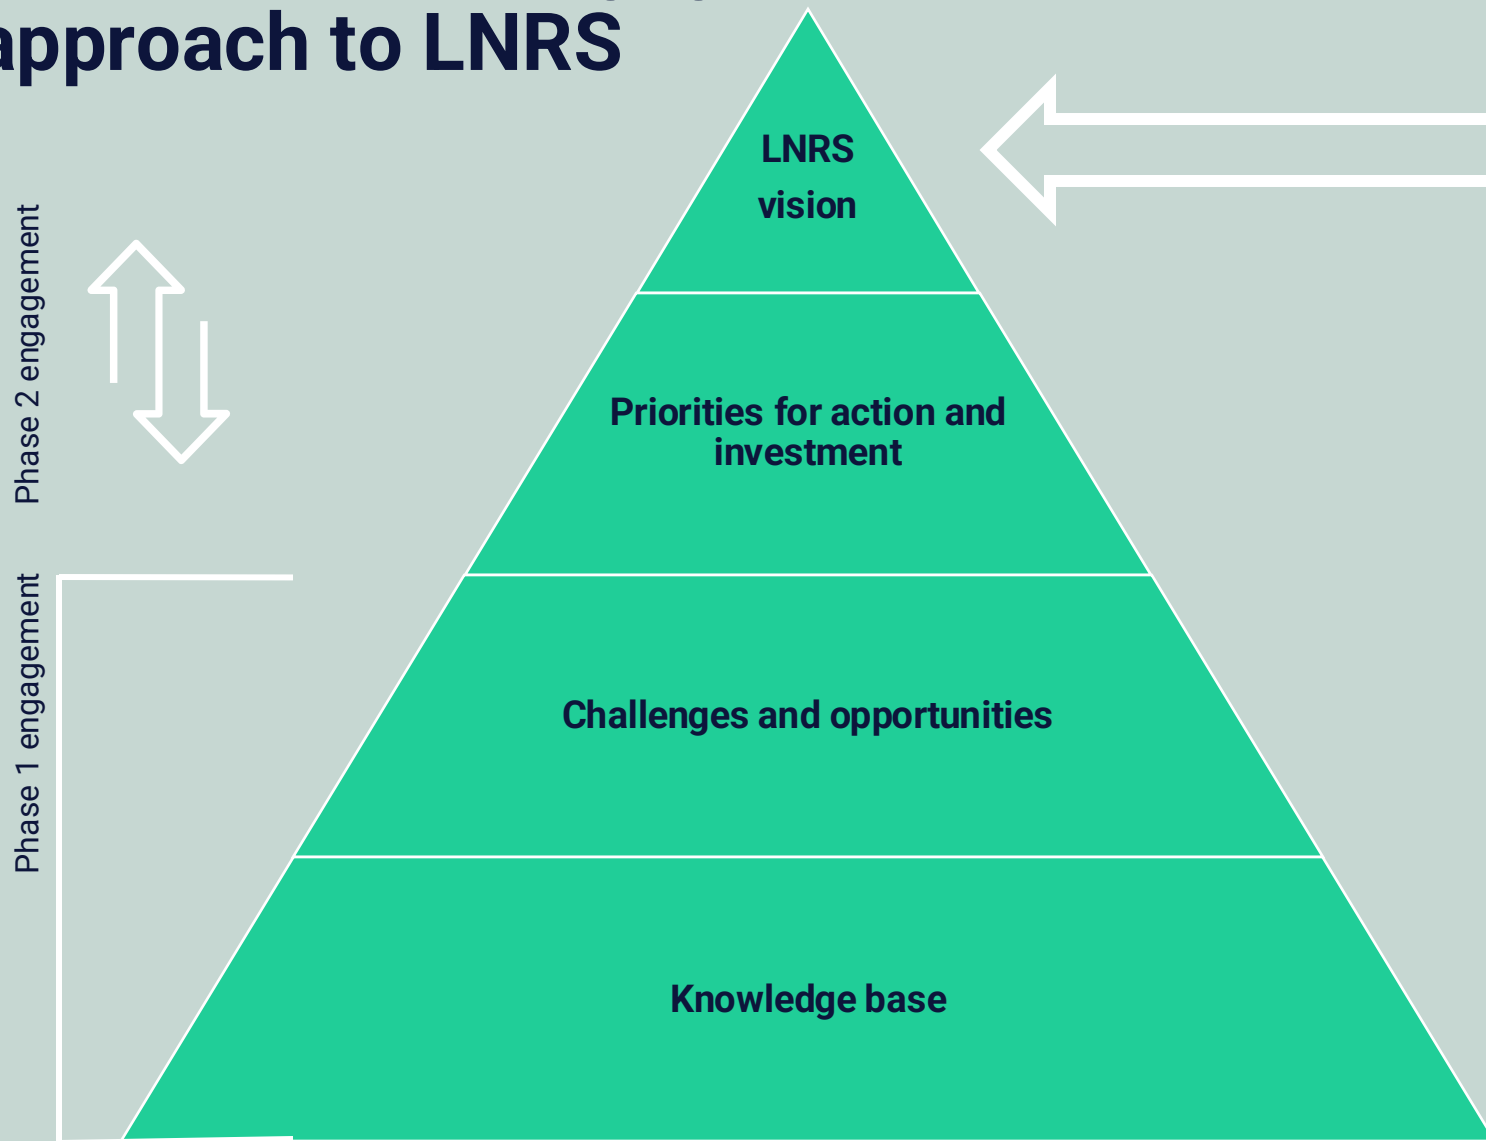 approach to LNRS
LNRS
vision
Phase 2 engagement
Priorities for action and
investment
Phase 1 engagement
Challenges and opportunities
Knowledge base